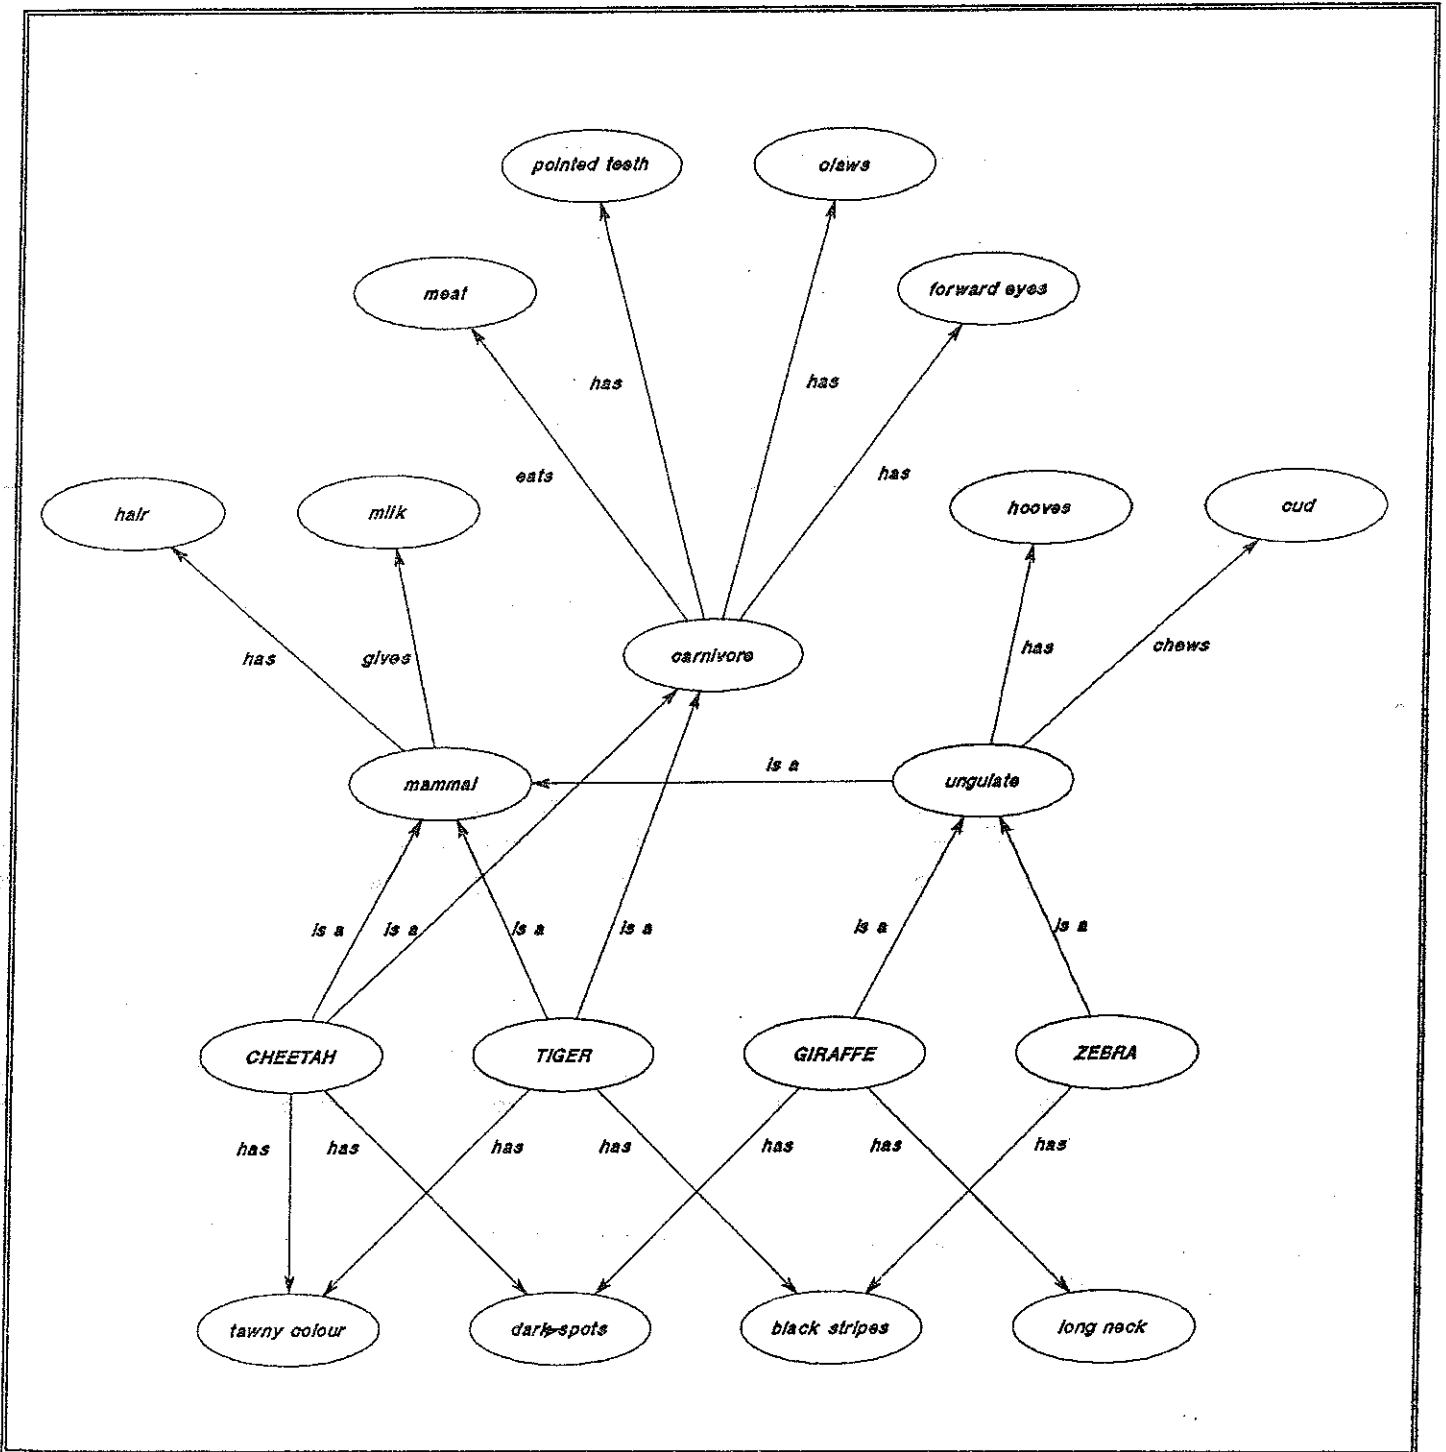 pointed teeth
claws
meat
forward eyes
has
has
eats
has
hair
milk
hooves
cud
has
gives
carnivore
has
chews
mammal
is a
ungulate
is a
is a
is a
is a
is a
is a
CHEETAH
TIGER
GIRAFFE
ZEBRA
has
has
has
has
has
has
has
tawny colour
dark spots
black stripes
long neck